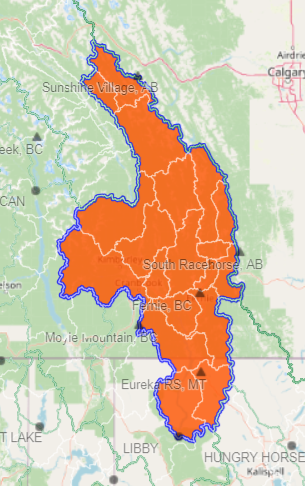 Airdrie
Calgary
Sunshine Village, AB
eek, BC
CAN
elson
South Racehorse, AB
Fernie, BC
Moyie Mountain, BC
Eureka RS, MT
T LAKE
LIBBY
HUNGRY HORSE
Kalispell